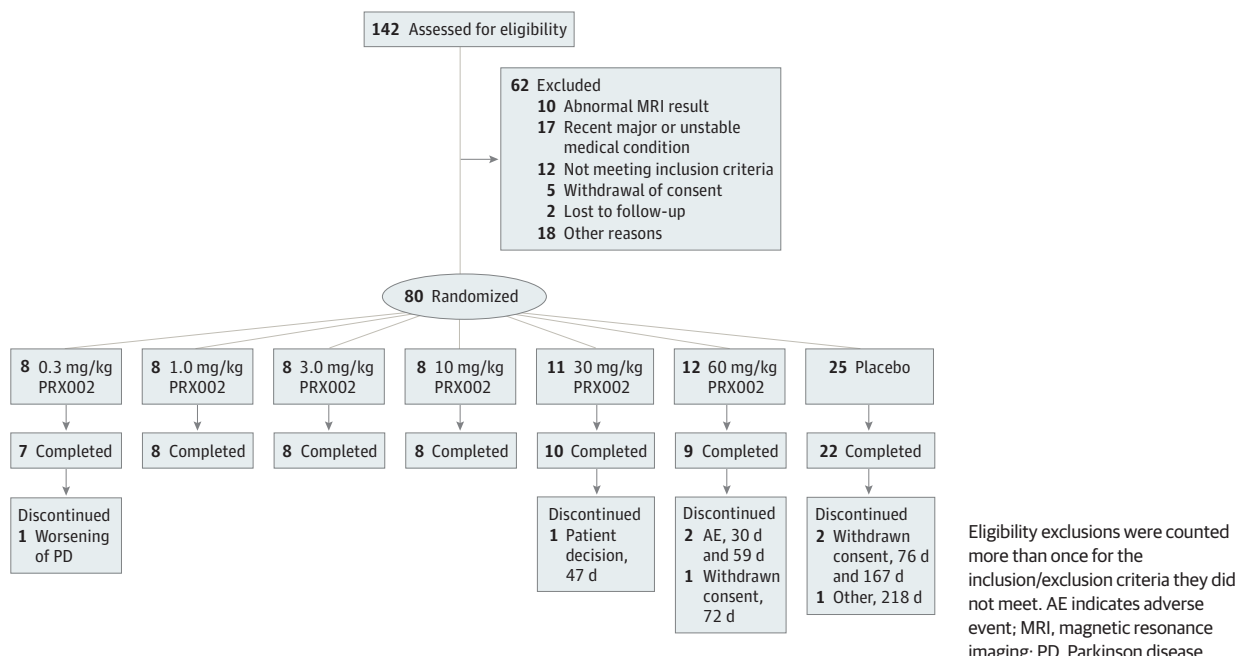 142 Assessed for eligibility
62 Excluded
10 Abnormal MRI result
17 Recent major or unstable
medical condition
12 Not meeting inclusion criteria
5 Withdrawal of consent
2 Lost to follow-up
18 Other reasons
80 Randomized
8 0.3 mg/kg
PRX002
8 1.0 mg/kg
PRX002
8 3.0 mg/kg
PRX002
8 10 mg/kg
PRX002
11 30 mg/kg
PRX002
12 60 mg/kg
PRX002
25 Placebo
7 Completed
8 Completed
8 Completed
8 Completed
10 Completed
9 Completed
22 Completed
Discontinued
1 Worsening
of PD
Discontinued
1 Patient
decision,
47 d
Discontinued
2 AE, 30 d
and 59 d
1 Withdrawn
consent,
72 d
Discontinued
2 Withdrawn
consent, 76 d
and 167 d
1 Other, 218 d
Eligibility exclusions were counted
more than once for the
inclusion/exclusion criteria they did
not meet. AE indicates adverse
event; MRI, magnetic resonance
imaging; PD, Parkinson disease